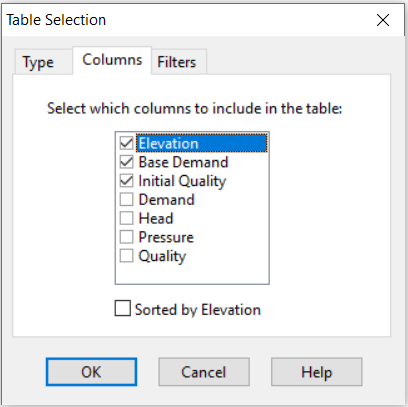 Table Selection
Type Columns Filters
Select which columns to include in the table:
Elevation
Base Demand
Initial Quality
Demand
Head
Pressure
Quality
Sorted by Elevation
OK Cancel Help